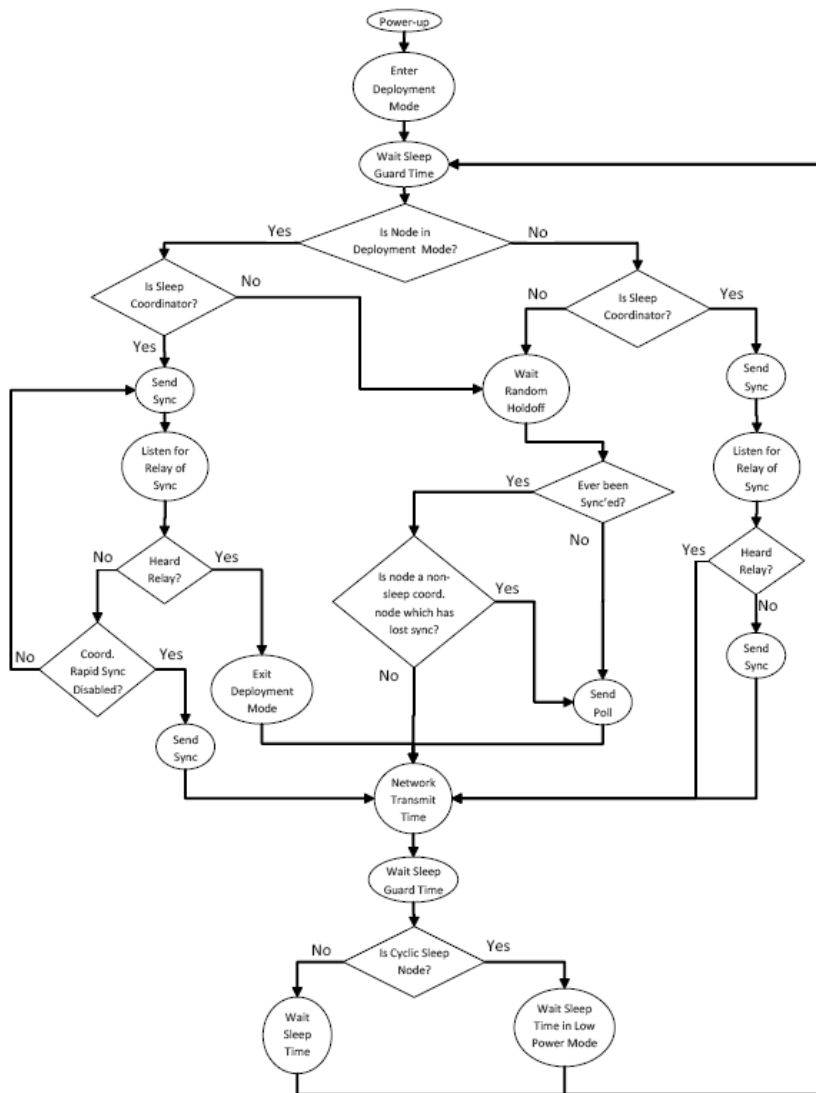 Power-up
Enter
Deployment
Mode
Wait Sleep
Guard Time
Is Node in
Deployment Mode?
Yes
No
Is Sleep
Coordinator?
No
Yes
Is Sleep
Coordinator?
No
Yes
Send
Sync
Wait
Random
Holdoff
Send
Sync
Listen for
Relay of
Sync
Ever been
Sync'ed?
Yes
No
Listen for
Relay of
Sync
Heard
Relay?
No
Yes
Is node a non-
sleep coord.
node which has
lost sync?
Yes
No
Heard
Relay?
Yes
No
Coord.
Rapid Sync
Disabled?
No
Yes
Exit
Deployment
Mode
Send
Poll
Send
Sync
Send
Sync
Network
Transmit
Time
Wait Sleep
Guard Time
Is Cyclic Sleep
Node?
No
Yes
Wait
Sleep
Time
Wait Sleep
Time in Low
Power Mode